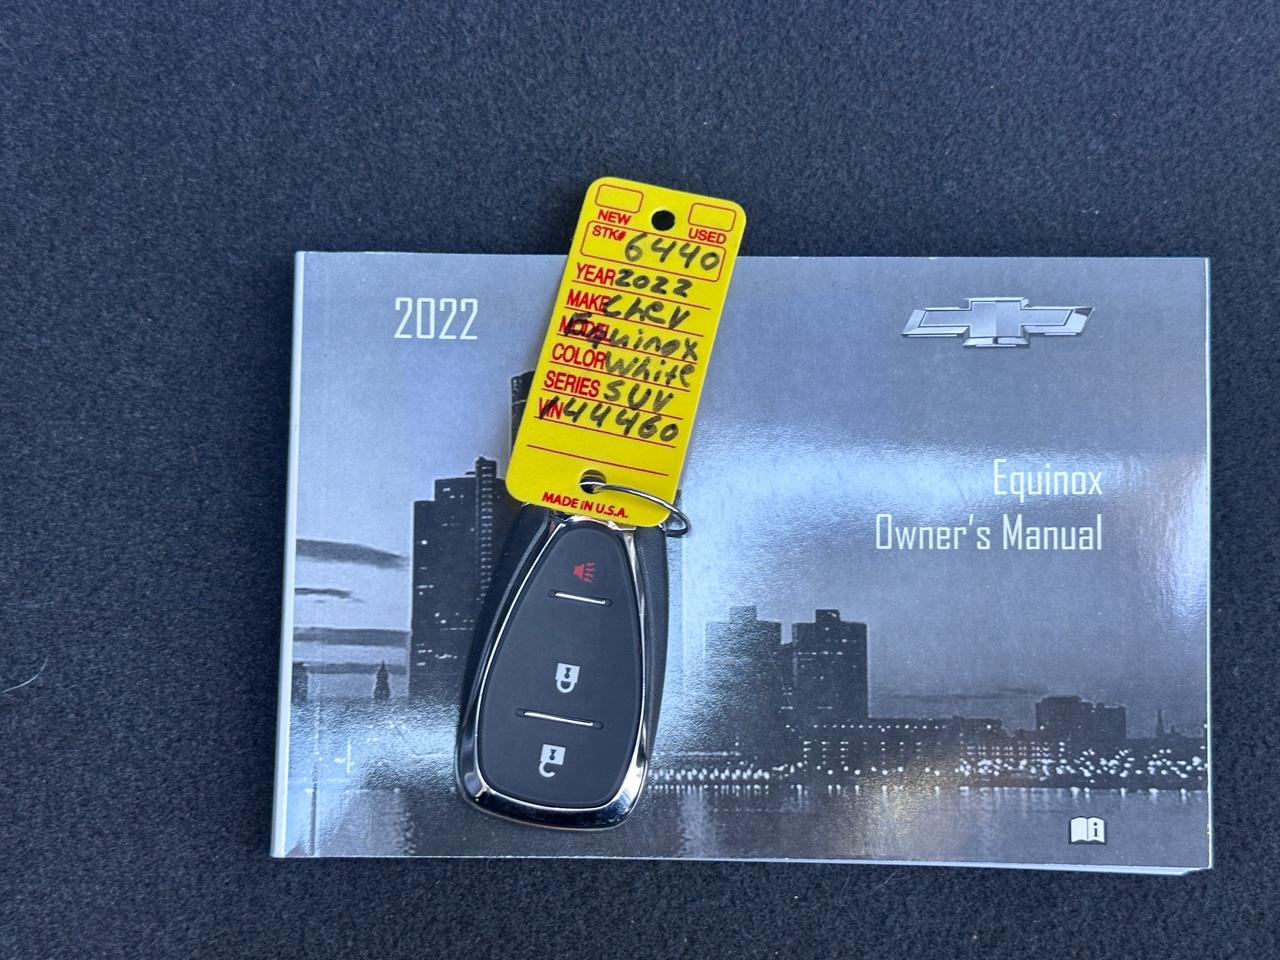 NEW
USED
STK# 6440
YEAR 2022
MAKE Chev
MODEL Equinox
COLOR White
SERIES SUV
VIN 144460
MADE IN U.S.A.
2022
Equinox
Owner's Manual
i